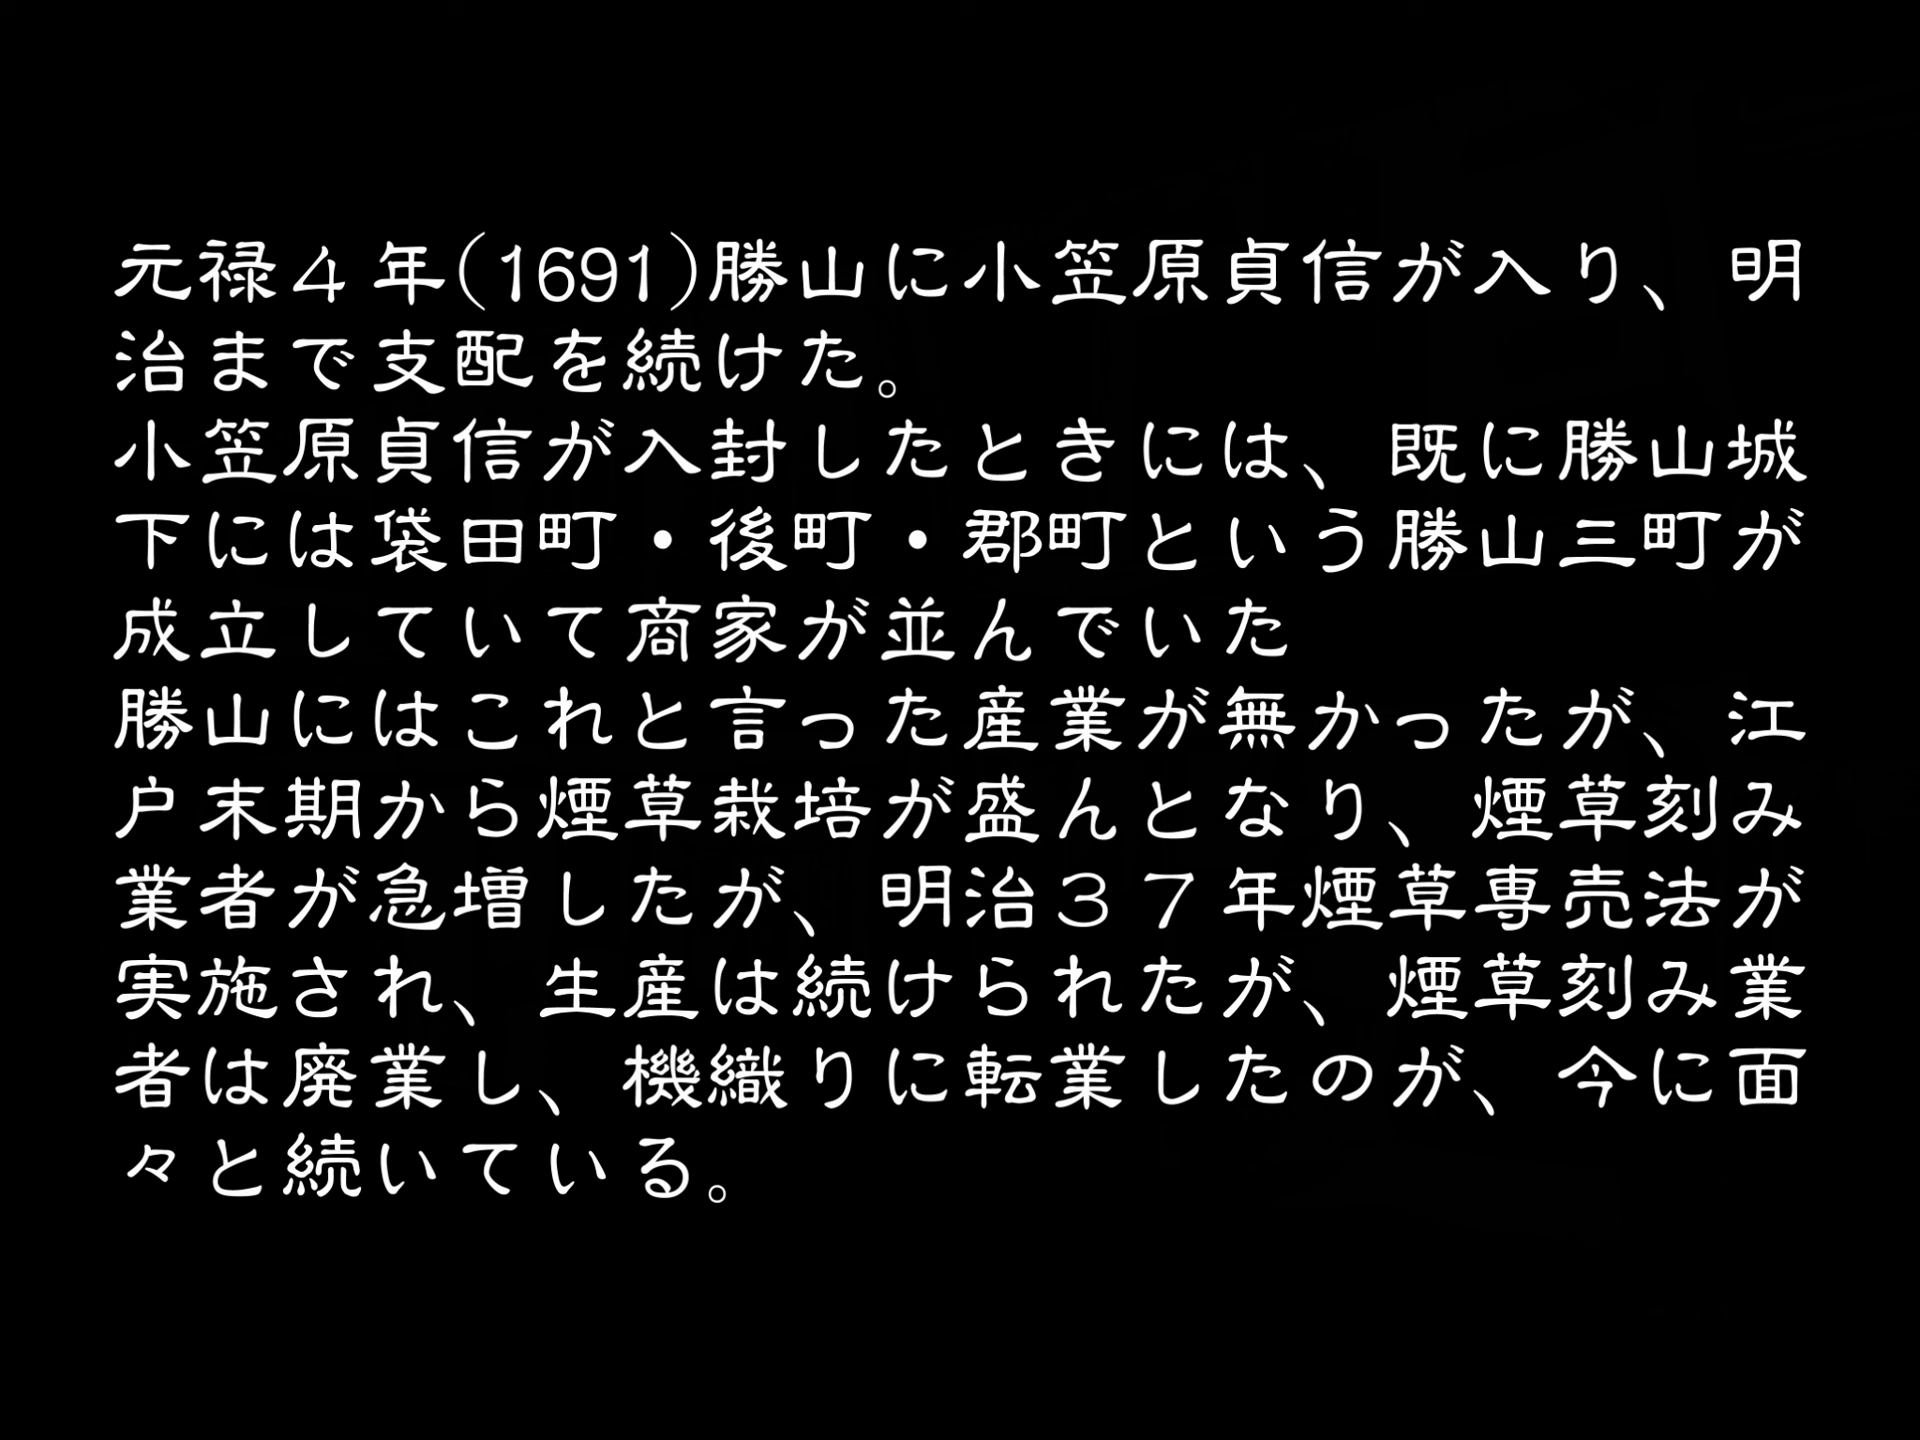 元禄４年(1691)勝山に小笠原貞信が入り、明
治まで支配を続けた。
小笠原貞信が入封したときには、既に勝山城
下には袋田町・後町・郡町という勝山三町が
成立していて商家が並んでいた
勝山にはこれと言った産業が無かったが、江
戸末期から煙草栽培が盛んとなり、煙草刻み
業者が急増したが、明治３７年煙草専売法が
実施され、生産は続けられたが、煙草刻み業
者は廃業し、機織りに転業したのが、今に面
々と続いている。